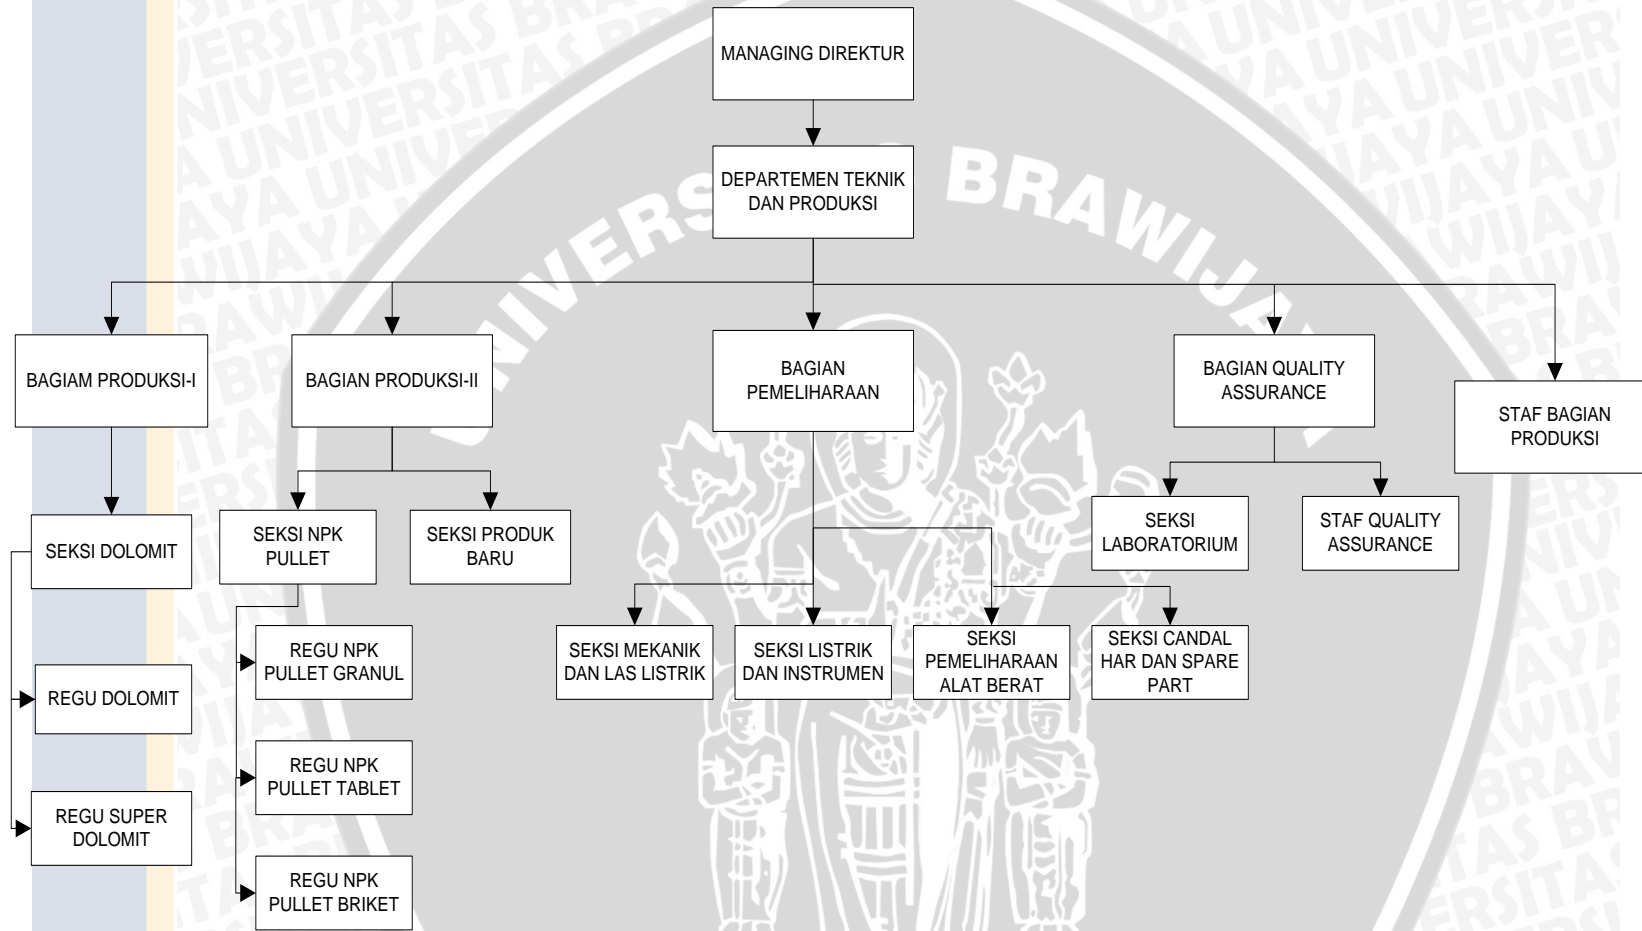 MANAGING DIREKTUR
DEPARTEMEN TEKNIK
DAN PRODUKSI
BAGIAM PRODUKSI-I
BAGIAN PRODUKSI-II
BAGIAN
PEMELIHARAAN
BAGIAN QUALITY
ASSURANCE
STAF BAGIAN
PRODUKSI
SEKSI DOLOMIT
SEKSI NPK
PULLET
SEKSI PRODUK
BARU
SEKSI
LABORATORIUM
STAF QUALITY
ASSURANCE
REGU DOLOMIT
REGU SUPER
DOLOMIT
REGU NPK
PULLET GRANUL
REGU NPK
PULLET TABLET
REGU NPK
PULLET BRIKET
SEKSI MEKANIK
DAN LAS LISTRIK
SEKSI LISTRIK
DAN INSTRUMEN
SEKSI
PEMELIHARAAN
ALAT BERAT
SEKSI CANDAL
HAR DAN SPARE
PART
BRAWIJAYA